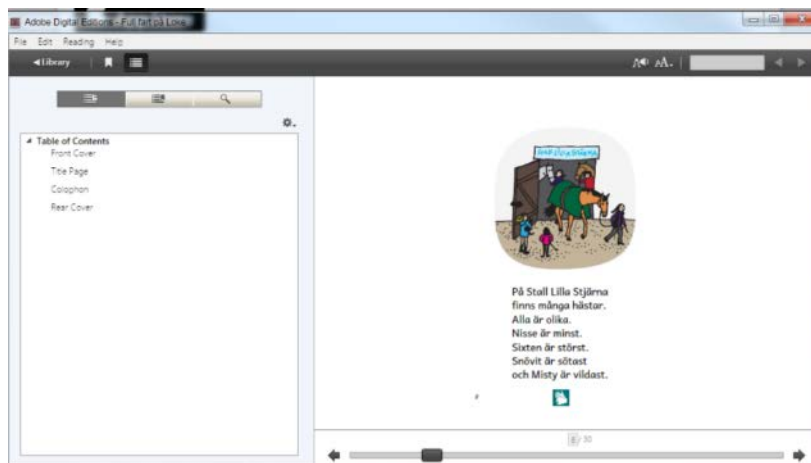 Adobe Digital Editions - Full fart på Loke
File Edit Reading Help
Library
Table of Contents
Front Cover
Title Page
Colophon
Rear Cover
På Stall Lilla Stjärna
finns många hästar.
Alla är olika.
Nisse är minst.
Sixten är störst.
Snövit är sötast
och Misty är vildast.
/ 30